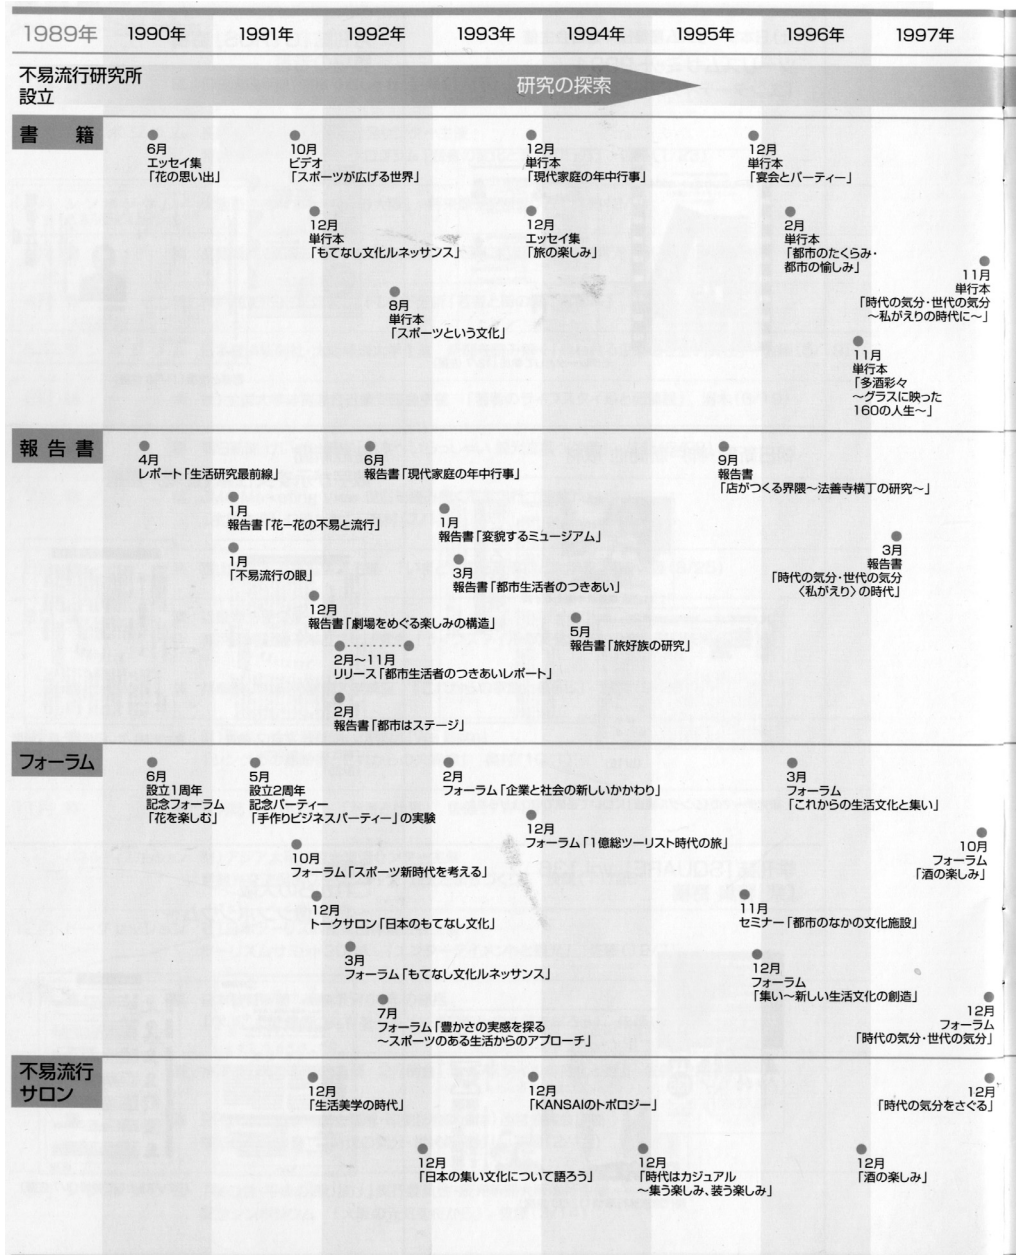 1989年 1990年 1991年 1992年 1993年 1994年 1995年 1996年 1997年
不易流行研究所
設立
研究の探索
書 籍
6月
エッセイ集
「花の思い出」
10月
ビデオ
「スポーツが広げる世界」
12月
単行本
「現代家庭の年中行事」
12月
単行本
「宴会とパーティー」
12月
単行本
「もてなし文化ルネッサンス」
12月
エッセイ集
「旅の楽しみ」
2月
単行本
「都市のたくらみ・
都市の愉しみ」
11月
単行本
「時代の気分・世代の気分
〜私がえりの時代に〜」
8月
単行本
「スポーツという文化」
11月
単行本
「多酒彩々
〜グラスに映った
160の人生〜」
報 告 書
4月
レポート「生活研究最前線」
6月
報告書「現代家庭の年中行事」
9月
報告書
「店がつくる界隈〜法善寺横丁の研究〜」
1月
報告書「花ー花の不易と流行」
1月
報告書「変貌するミュージアム」
1月
「不易流行の眼」
3月
報告書「都市生活者のつきあい」
3月
報告書
「時代の気分・世代の気分
〈私がえり〉の時代」
12月
報告書「劇場をめぐる楽しみの構造」
5月
報告書「旅好族の研究」
2月〜11月
リリース「都市生活者のつきあいレポート」
2月
報告書「都市はステージ」
フォーラム
6月
設立1周年
記念フォーラム
「花を楽しむ」
5月
設立2周年
記念パーティー
「手作りビジネスパーティー」の実験
2月
フォーラム「企業と社会の新しいかかわり」
3月
フォーラム
「これからの生活文化と集い」
12月
フォーラム「1億総ツーリスト時代の旅」
10月
フォーラム
「酒の楽しみ」
10月
フォーラム「スポーツ新時代を考える」
12月
トークサロン「日本のもてなし文化」
11月
セミナー「都市のなかの文化施設」
3月
フォーラム「もてなし文化ルネッサンス」
12月
フォーラム
「集い〜新しい生活文化の創造」
7月
フォーラム「豊かさの実感を探る
〜スポーツのある生活からのアプローチ」
12月
フォーラム
「時代の気分・世代の気分」
不易流行
サロン
12月
「生活美学の時代」
12月
「KANSAIのトポロジー」
12月
「時代の気分をさぐる」
12月
「日本の集い文化について語ろう」
12月
「時代はカジュアル
〜集う楽しみ、装う楽しみ」
12月
「酒の楽しみ」